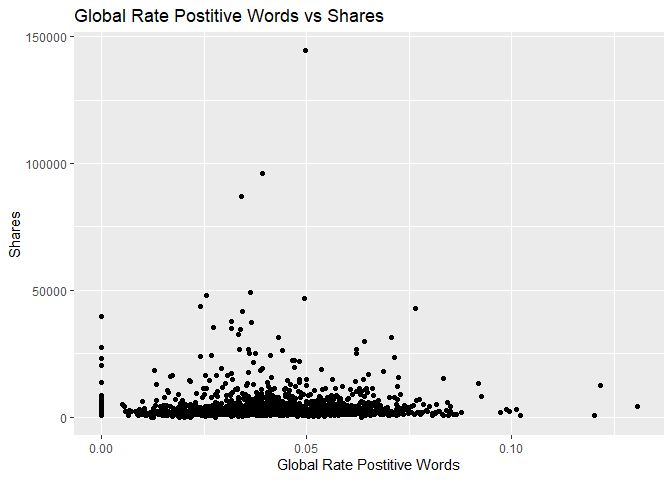 Global Rate Postitive Words vs Shares
150000
100000
50000
0
Shares
0.00
0.05
0.10
Global Rate Postitive Words